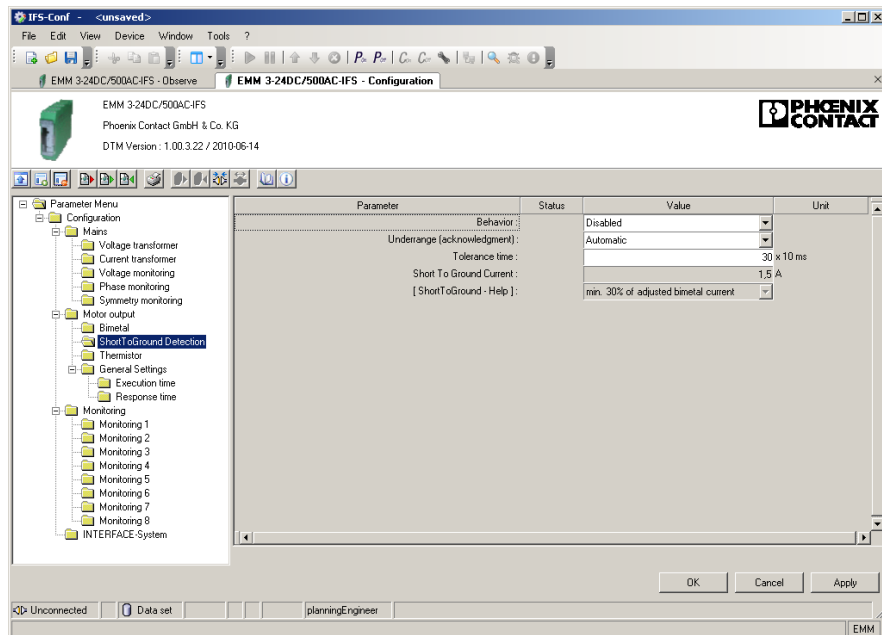 IFS-Conf - <unsaved>
File Edit View Device Window Tools ?
EMM 3-24DC/500AC-IFS - Observe
EMM 3-24DC/500AC-IFS - Configuration
EMM 3-24DC/500AC-IFS
Phoenix Contact GmbH & Co. KG
DTM Version : 1.00.3.22 / 2010-06-14
PHŒNIX
CONTACT
Parameter Menu
Configuration
Mains
Voltage transformer
Current transformer
Voltage monitoring
Phase monitoring
Symmetry monitoring
Motor output
Bimetal
ShortToGround Detection
Thermistor
General Settings
Execution time
Response time
Monitoring
Monitoring 1
Monitoring 2
Monitoring 3
Monitoring 4
Monitoring 5
Monitoring 6
Monitoring 7
Monitoring 8
INTERFACE-System
Parameter Status Value Unit
Behavior : Disabled
Underrange (acknowledgment) : Automatic
Tolerance time : 30 x 10 ms
Short To Ground Current : 1,5 A
[ ShortToGround - Help ] : min. 30% of adjusted bimetal current
OK Cancel Apply
Unconnected Data set planningEngineer
EMM